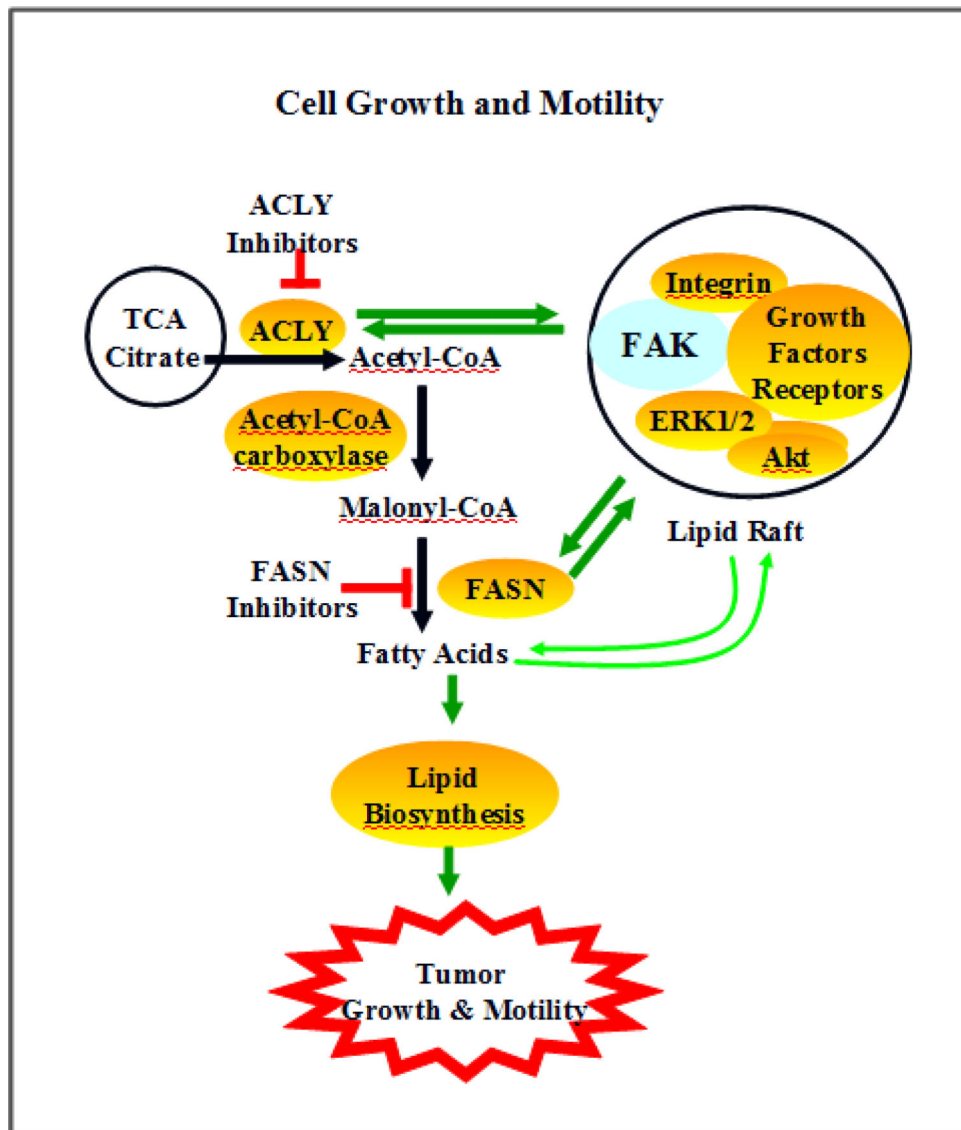 Cell Growth and Motility
ACLY
Inhibitors
TCA
Citrate
ACLY
Acetyl-CoA
Integrin
FAK
Growth
Factors
Receptors
ERK1/2
Akt
Acetyl-CoA
carboxylase
Malonyl-CoA
Lipid Raft
FASN
Inhibitors
FASN
Fatty Acids
Lipid
Biosynthesis
Tumor
Growth & Motility